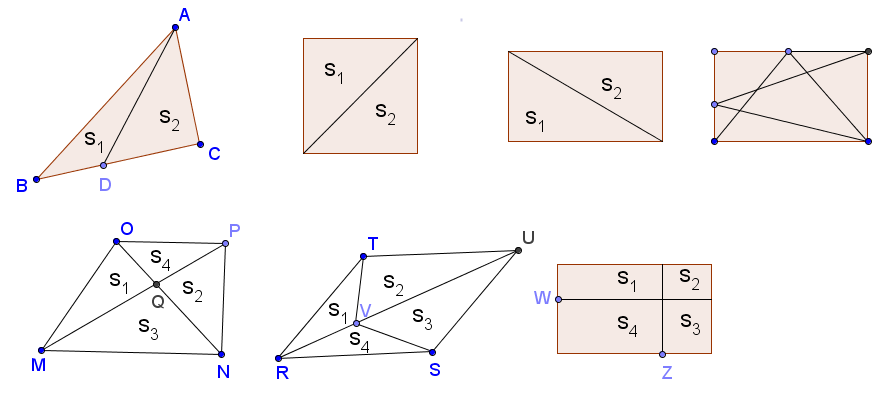 A
S₁ S₂
B D C
S₁
S₂
S₂
S₁
O P
S₄
S₁ S₂
Q
S₃
M N
T U
S₂
S₁ V S₃
S₄
R S
S₁ S₂
W
S₄ S₃
Z